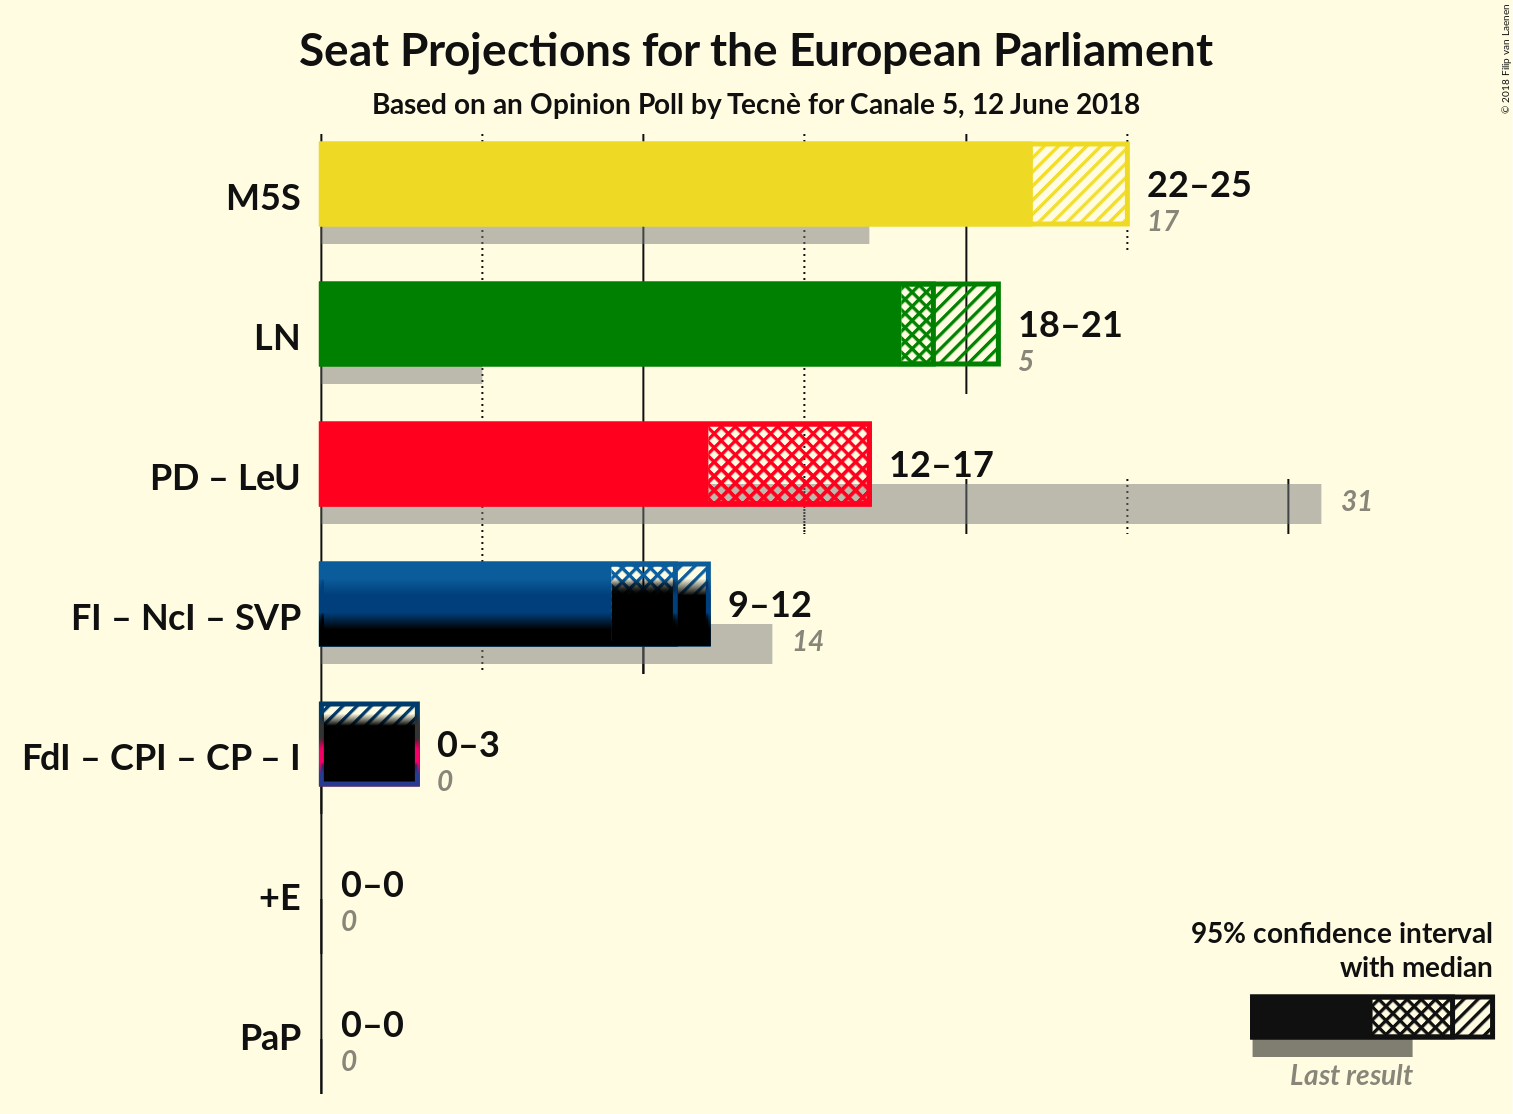 Seat Projections for the European Parliament
Based on an Opinion Poll by Tecnè for Canale 5, 12 June 2018
© 2018 Filip van Laenen
M5S
22–25
17
LN
18–21
5
PD – LeU
12–17
31
FI – NcI – SVP
9–12
14
FdI – CPI – CP – I
0–3
0
+E
0–0
0
PaP
0–0
0
95% confidence interval
with median
Last result